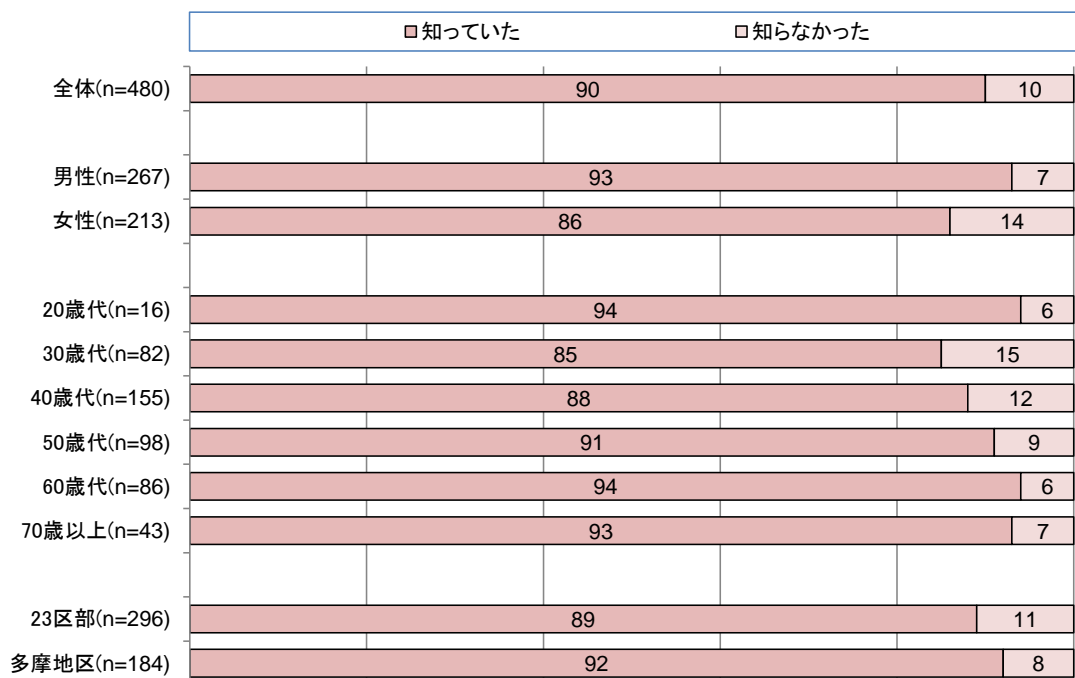 知っていた 知らなかった
全体(n=480) 90 10
男性(n=267) 93 7
女性(n=213) 86 14
20歳代(n=16) 94 6
30歳代(n=82) 85 15
40歳代(n=155) 88 12
50歳代(n=98) 91 9
60歳代(n=86) 94 6
70歳以上(n=43) 93 7
23区部(n=296) 89 11
多摩地区(n=184) 92 8